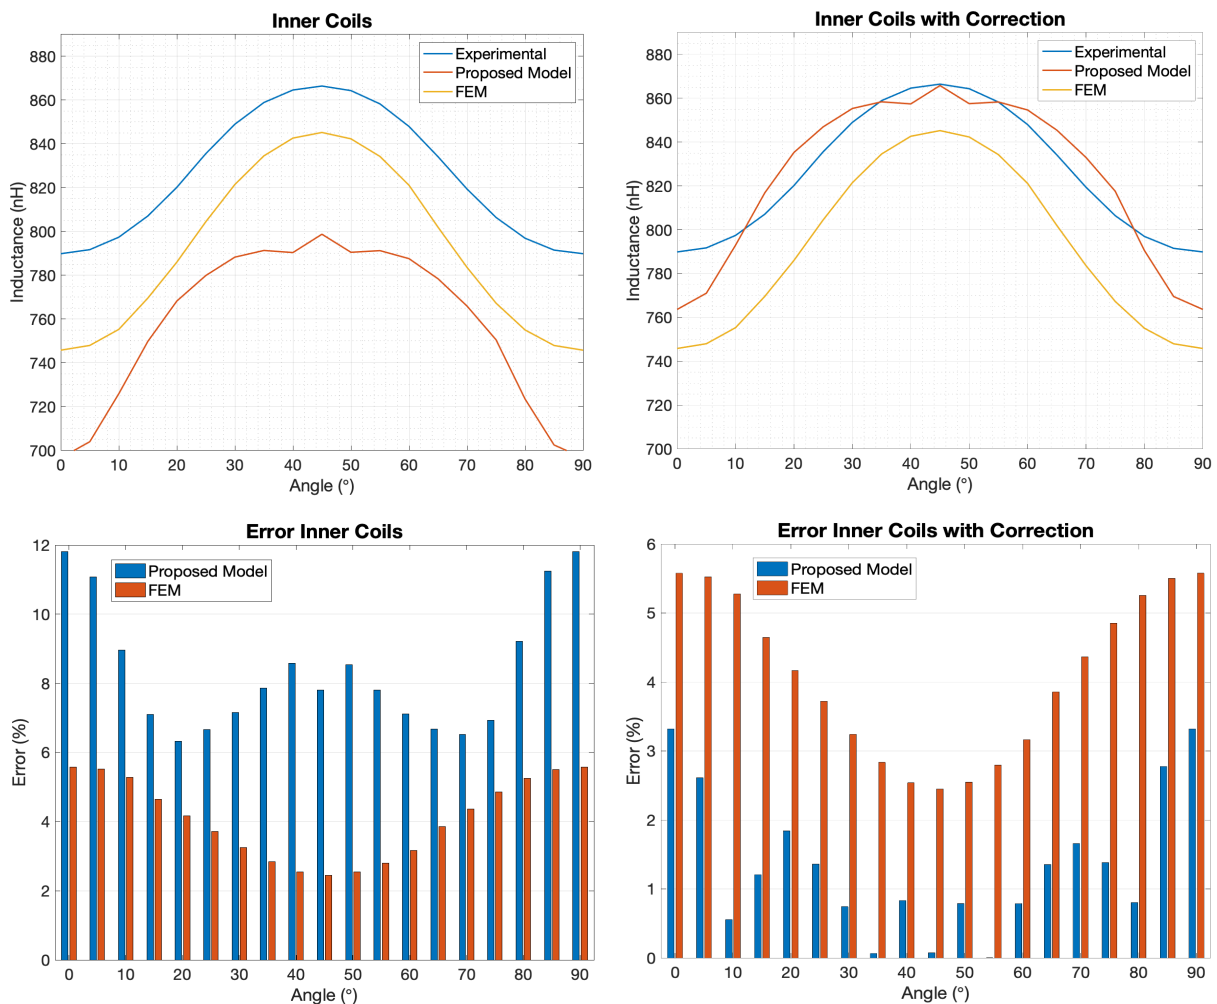 Inner Coils
Experimental
Proposed Model
FEM
Inductance (nH)
880
860
840
820
800
780
760
740
720
700
0 10 20 30 40 50 60 70 80 90
Angle (°)
Inner Coils with Correction
Experimental
Proposed Model
FEM
Inductance (nH)
880
860
840
820
800
780
760
740
720
700
0 10 20 30 40 50 60 70 80 90
Angle (°)
Error Inner Coils
Proposed Model
FEM
Error (%)
12
10
8
6
4
2
0
0 10 20 30 40 50 60 70 80 90
Angle (°)
Error Inner Coils with Correction
Proposed Model
FEM
Error (%)
6
5
4
3
2
1
0
0 10 20 30 40 50 60 70 80 90
Angle (°)